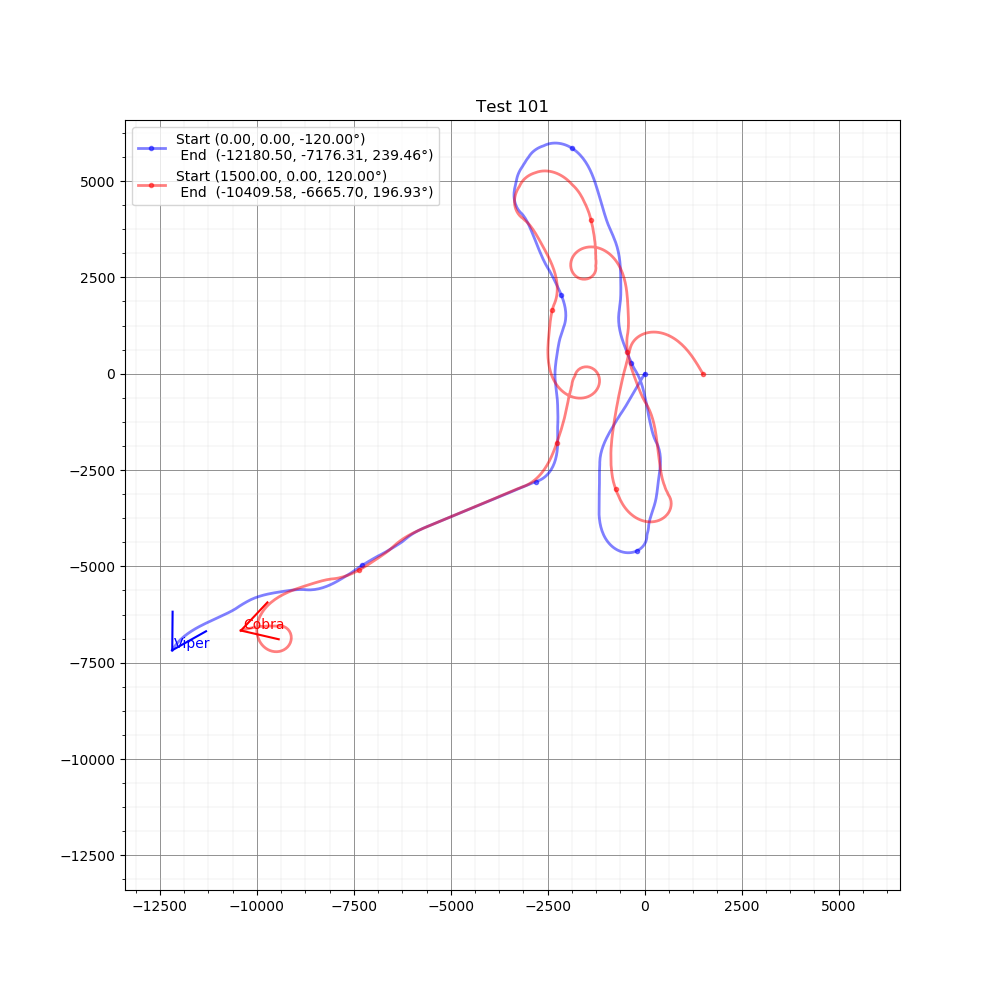 Test 101
Start (0.00, 0.00, -120.00°)
End (-12180.50, -7176.31, 239.46°)
Start (1500.00, 0.00, 120.00°)
End (-10409.58, -6665.70, 196.93°)
5000
2500
0
−2500
−5000
−7500
−10000
−12500
Cobra
Viper
−12500 −10000 −7500 −5000 −2500 0 2500 5000